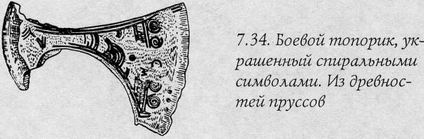 7.34. Боевой топорик, ук-
рашенный спиральными
символами. Из древнос-
тей пруссов